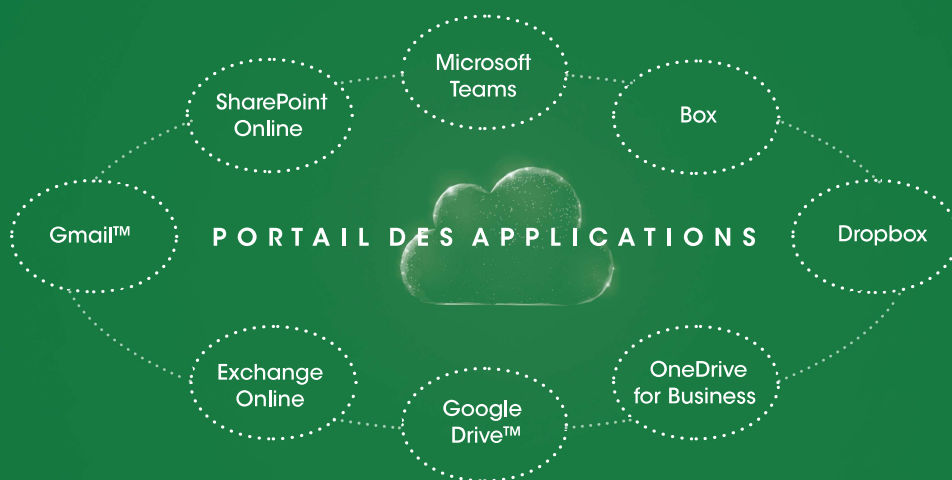 Microsoft
Teams
SharePoint
Online
Box
Gmail™
PORTAIL DES APPLICATIONS
Dropbox
Exchange
Online
OneDrive
for Business
Google
Drive™